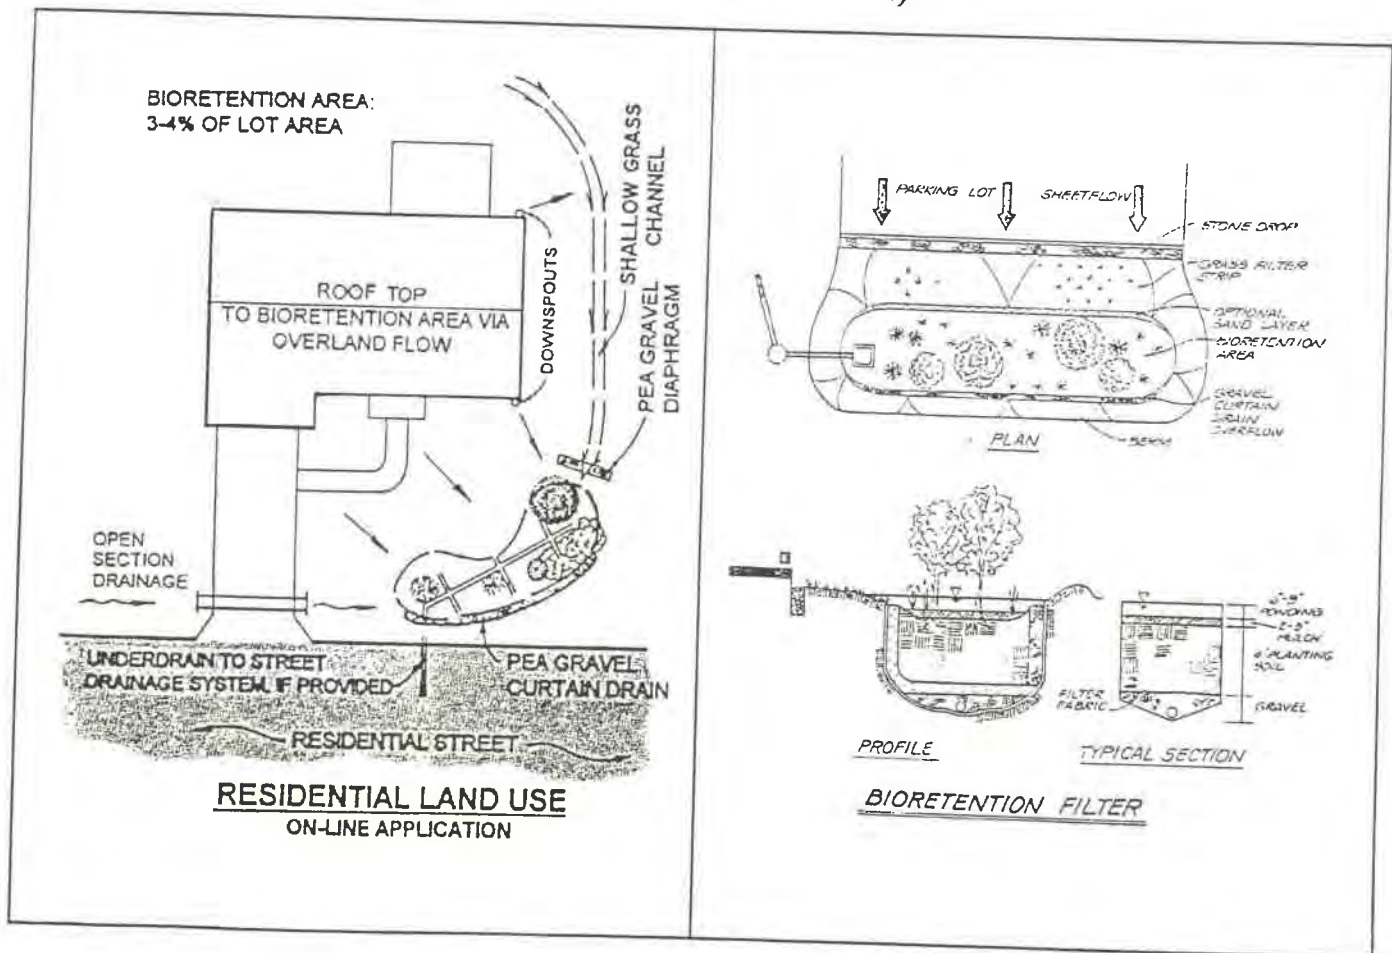 BIORETENTION AREA:
3-4% OF LOT AREA
ROOF TOP
TO BIORETENTION AREA VIA
OVERLAND FLOW
DOWNSPOUTS
SHALLOW GRASS
CHANNEL
PEA GRAVEL
DIAPHRAGM
OPEN
SECTION
DRAINAGE
UNDERDRAIN TO STREET
DRAINAGE SYSTEM, IF PROVIDED
PEA GRAVEL
CURTAIN DRAIN
RESIDENTIAL STREET
RESIDENTIAL LAND USE
ON-LINE APPLICATION
PARKING LOT
SHEETFLOW
STONE DROP
GRASS FILTER
STRIP
OPTIONAL
SAND LAYER
BIORETENTION
AREA
GRAVEL
CURTAIN
DRAIN
OVERFLOW
BERM
PLAN
PONDING
MULCH
4' PLANTING
SOIL
FILTER
FABRIC
GRAVEL
PROFILE
TYPICAL SECTION
BIORETENTION FILTER